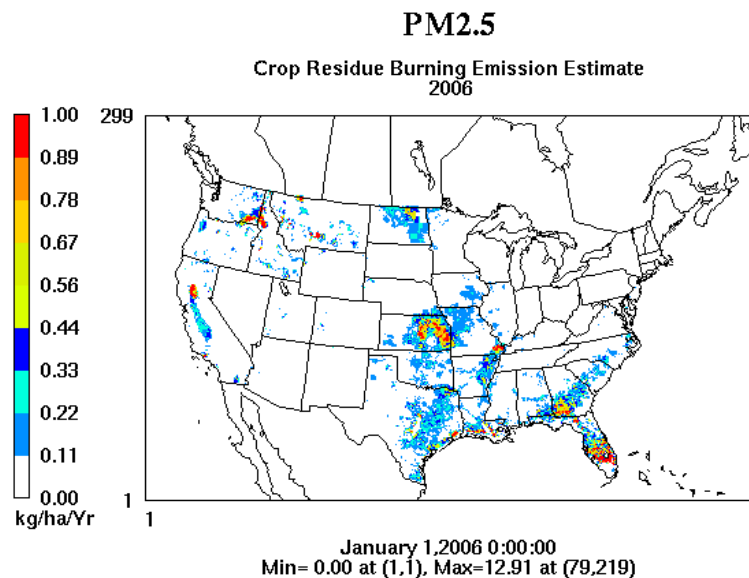 PM2.5
Crop Residue Burning Emission Estimate
2006
1.00
0.89
0.78
0.67
0.56
0.44
0.33
0.22
0.11
0.00
kg/ha/Yr
299
1
1
January 1,2006 0:00:00
Min= 0.00 at (1,1), Max=12.91 at (79,219)